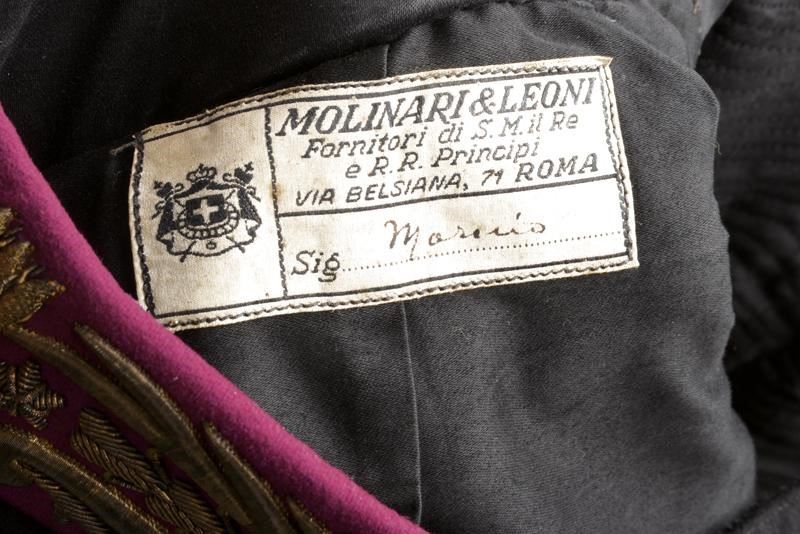 MOLINARI & LEONI
Fornitori di S. M. il Re
e R. R. Principi
VIA BELSIANA, 71 ROMA
Sig